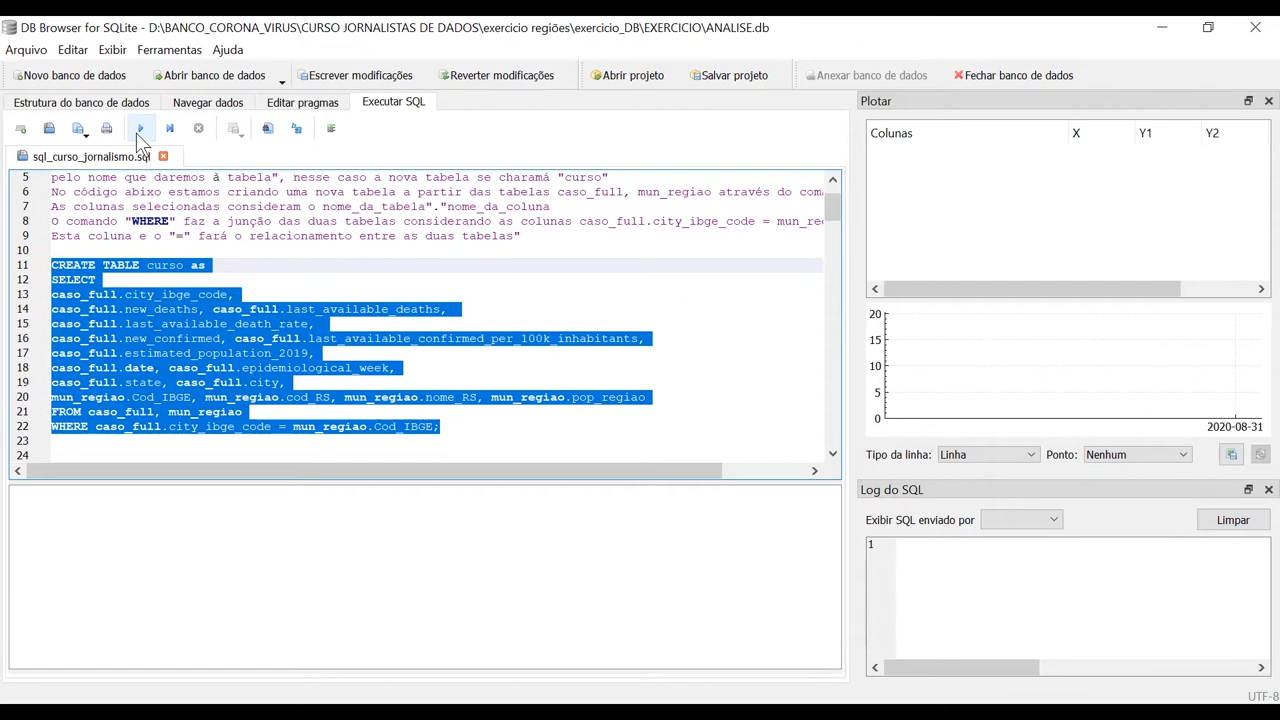 DB Browser for SQLite - D:\BANCO_CORONA_VIRUS\CURSO JORNALISTAS DE DADOS\exercicio regiões\exercicio_DB\EXERCICIO\ANALISE.db
Arquivo Editar Exibir Ferramentas Ajuda
Novo banco de dados Abrir banco de dados Escrever modificações Reverter modificações Abrir projeto Salvar projeto Anexar banco de dados Fechar banco de dados
Estrutura do banco de dados Navegar dados Editar pragmas Executar SQL
sql_curso_jornalismo.sql
5 pelo nome que daremos à tabela", nesse caso a nova tabela se charamá "curso"
6 No código abaixo estamos criando uma nova tabela a partir das tabelas caso_full, mun_regiao através do coma
7 As colunas selecionadas consideram o nome_da_tabela"."nome_da_coluna
8 O comando "WHERE" faz a junção das duas tabelas considerando as colunas caso_full.city_ibge_code = mun_reg
9 Esta coluna e o "=" fará o relacionamento entre as duas tabelas"
10
11 CREATE TABLE curso as
12 SELECT
13 caso_full.city_ibge_code,
14 caso_full.new_deaths, caso_full.last_available_deaths,
15 caso_full.last_available_death_rate,
16 caso_full.new_confirmed, caso_full.last_available_confirmed_per_100k_inhabitants,
17 caso_full.estimated_population_2019,
18 caso_full.date, caso_full.epidemiological_week,
19 caso_full.state, caso_full.city,
20 mun_regiao.Cod_IBGE, mun_regiao.cod_RS, mun_regiao.nome_RS, mun_regiao.pop_regiao
21 FROM caso_full, mun_regiao
22 WHERE caso_full.city_ibge_code = mun_regiao.Cod_IBGE;
23
24
Plotar
Colunas X Y1 Y2
20
15
10
5
0
2020-08-31
Tipo da linha: Linha Ponto: Nenhum
Log do SQL
Exibir SQL enviado por Limpar
1
UTF-8